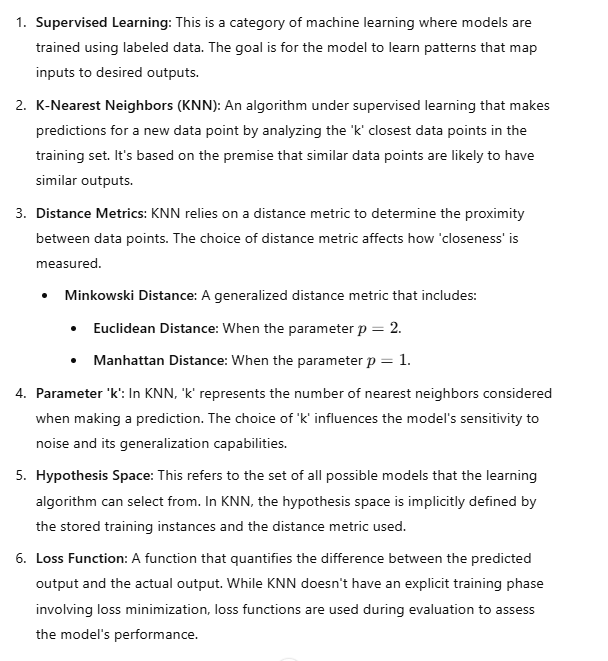 1. Supervised Learning: This is a category of machine learning where models are
trained using labeled data. The goal is for the model to learn patterns that map
inputs to desired outputs.
2. K-Nearest Neighbors (KNN): An algorithm under supervised learning that makes
predictions for a new data point by analyzing the 'k' closest data points in the
training set. It's based on the premise that similar data points are likely to have
similar outputs.
3. Distance Metrics: KNN relies on a distance metric to determine the proximity
between data points. The choice of distance metric affects how 'closeness' is
measured.
• Minkowski Distance: A generalized distance metric that includes:
• Euclidean Distance: When the parameter p = 2.
• Manhattan Distance: When the parameter p = 1.
4. Parameter 'k': In KNN, 'k' represents the number of nearest neighbors considered
when making a prediction. The choice of 'k' influences the model's sensitivity to
noise and its generalization capabilities.
5. Hypothesis Space: This refers to the set of all possible models that the learning
algorithm can select from. In KNN, the hypothesis space is implicitly defined by
the stored training instances and the distance metric used.
6. Loss Function: A function that quantifies the difference between the predicted
output and the actual output. While KNN doesn't have an explicit training phase
involving loss minimization, loss functions are used during evaluation to assess
the model's performance.